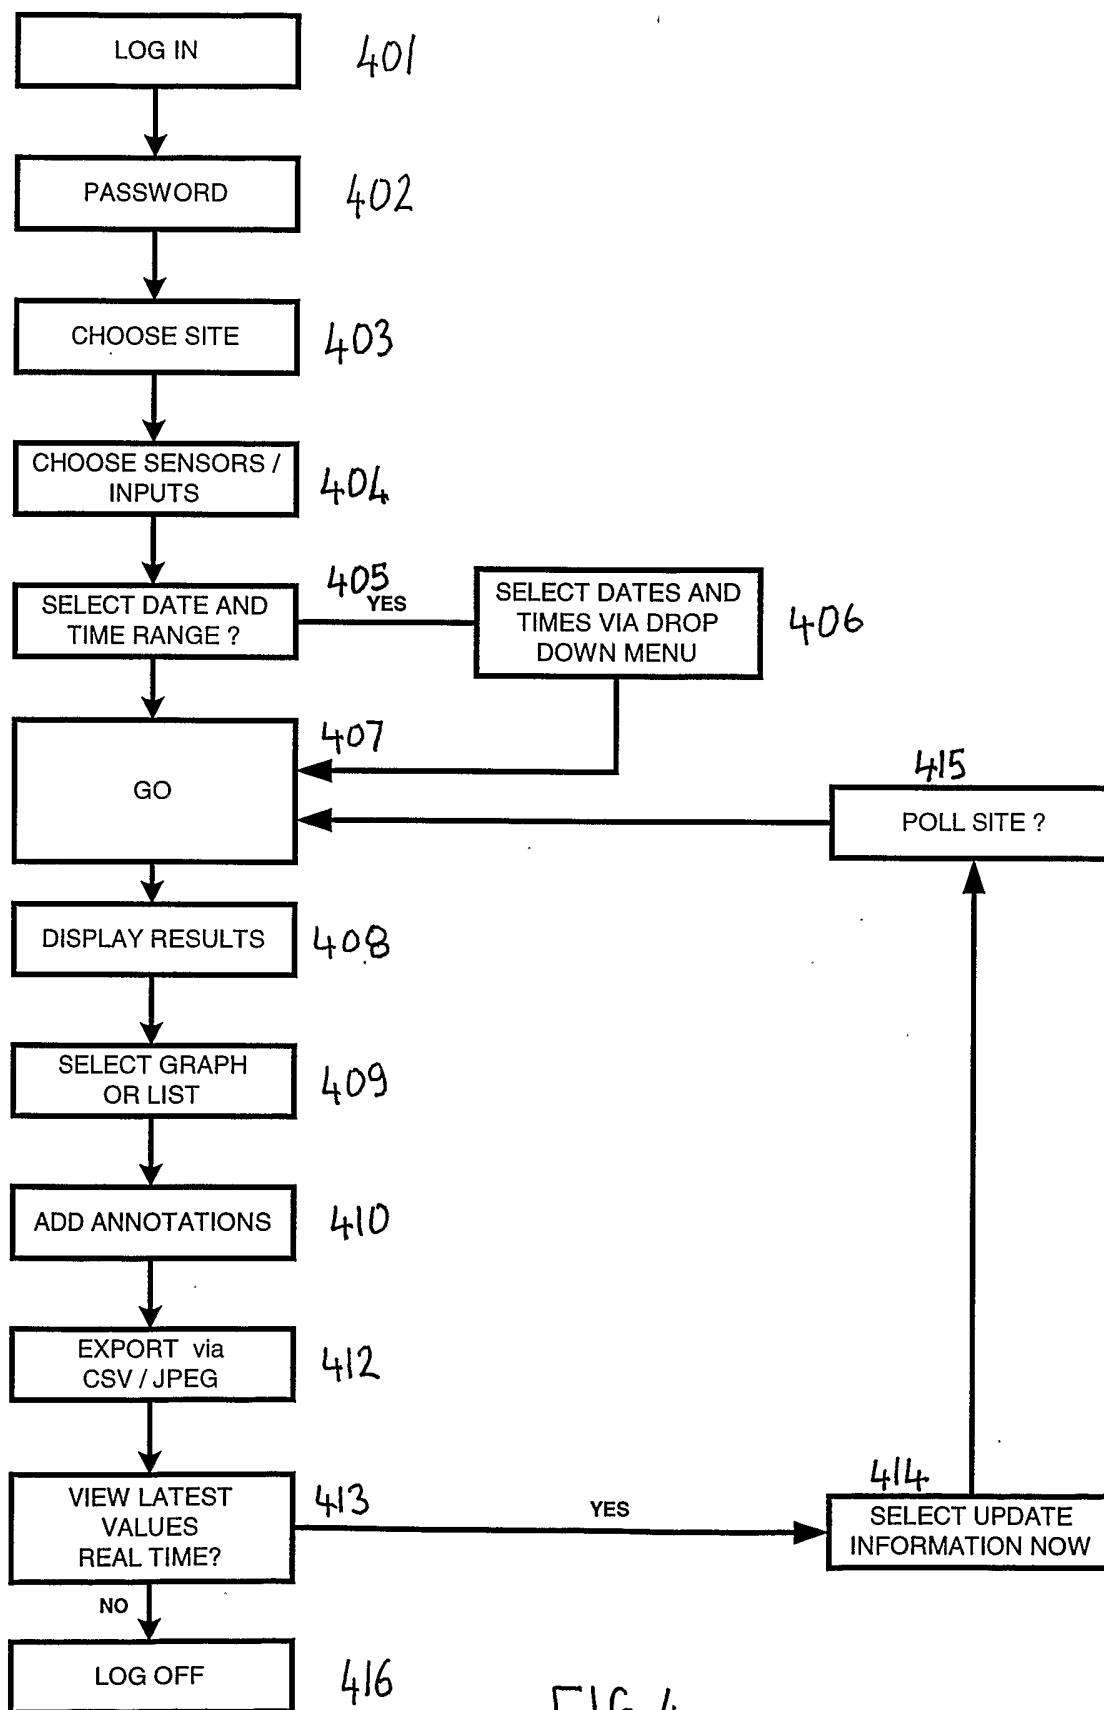 LOG IN
401
PASSWORD
402
CHOOSE SITE
403
CHOOSE SENSORS /
INPUTS
404
SELECT DATE AND
TIME RANGE ?
405
YES
SELECT DATES AND
TIMES VIA DROP
DOWN MENU
406
GO
407
POLL SITE ?
415
DISPLAY RESULTS
408
SELECT GRAPH
OR LIST
409
ADD ANNOTATIONS
410
EXPORT via
CSV / JPEG
412
VIEW LATEST
VALUES
REAL TIME?
413
YES
414
SELECT UPDATE
INFORMATION NOW
NO
LOG OFF
416
FIG 4